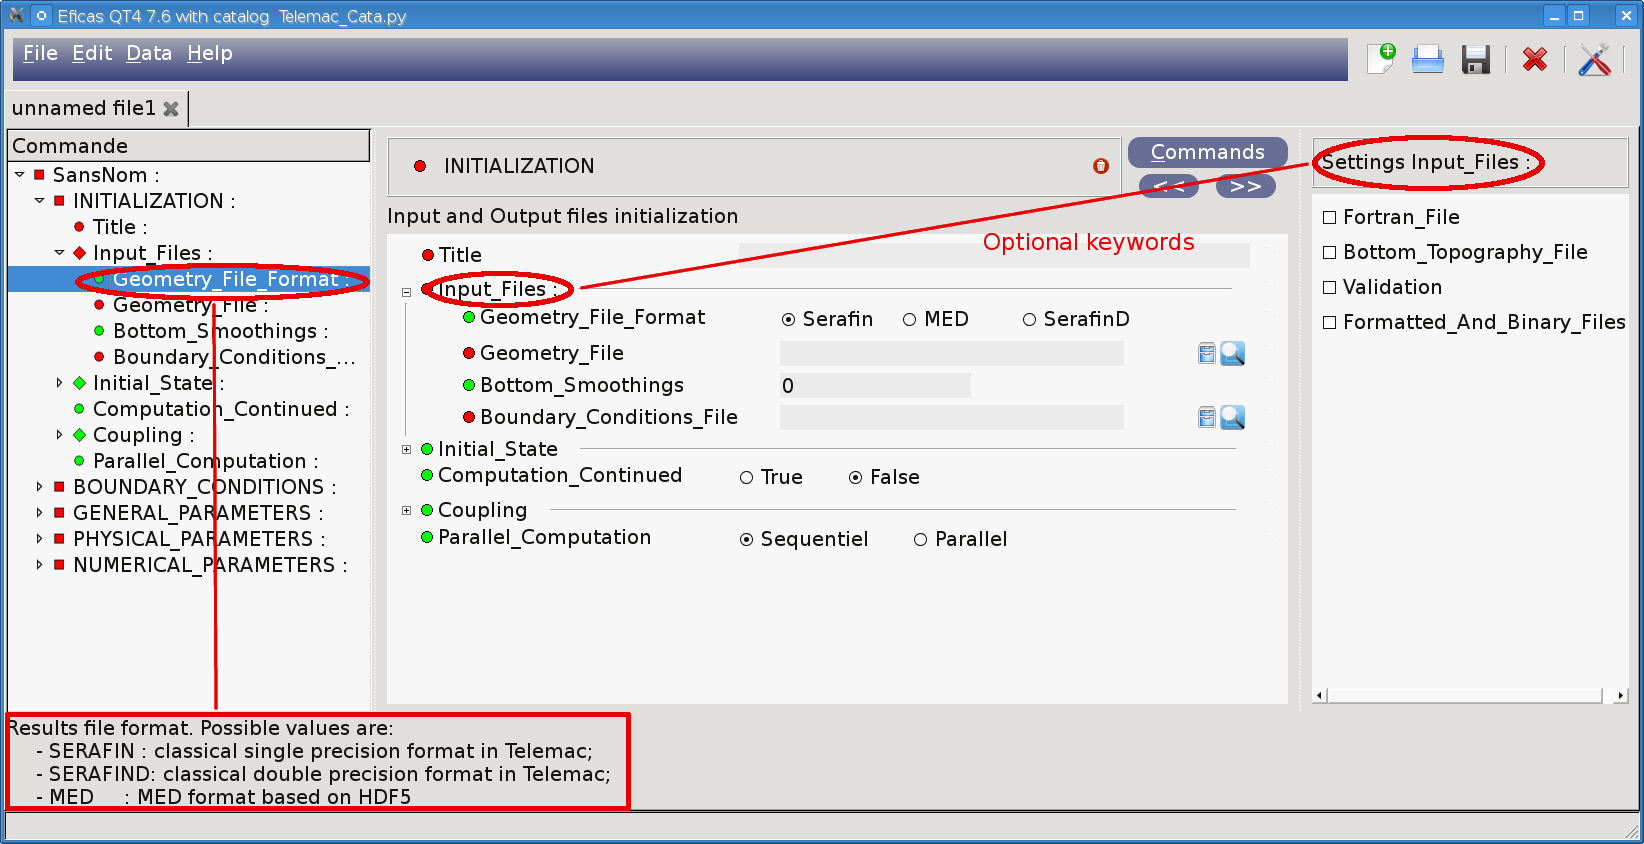 Eficas QT4 7.6 with catalog  Telemac_Cata.py
File Edit Data Help
unnamed file1
Commande
SansNom :
INITIALIZATION :
Title :
Input_Files :
Geometry_File_Format :
Geometry_File :
Bottom_Smoothings :
Boundary_Conditions_...
Initial_State :
Computation_Continued :
Coupling :
Parallel_Computation :
BOUNDARY_CONDITIONS :
GENERAL_PARAMETERS :
PHYSICAL_PARAMETERS :
NUMERICAL_PARAMETERS :
INITIALIZATION
Commands
<< >>
Input and Output files initialization
Optional keywords
Title
Input_Files :
Geometry_File_Format Serafin MED SerafinD
Geometry_File
Bottom_Smoothings 0
Boundary_Conditions_File
Initial_State
Computation_Continued True False
Coupling
Parallel_Computation Sequentiel Parallel
Settings Input_Files :
Fortran_File
Bottom_Topography_File
Validation
Formatted_And_Binary_Files
Results file format. Possible values are:
- SERAFIN : classical single precision format in Telemac;
- SERAFIND: classical double precision format in Telemac;
- MED : MED format based on HDF5